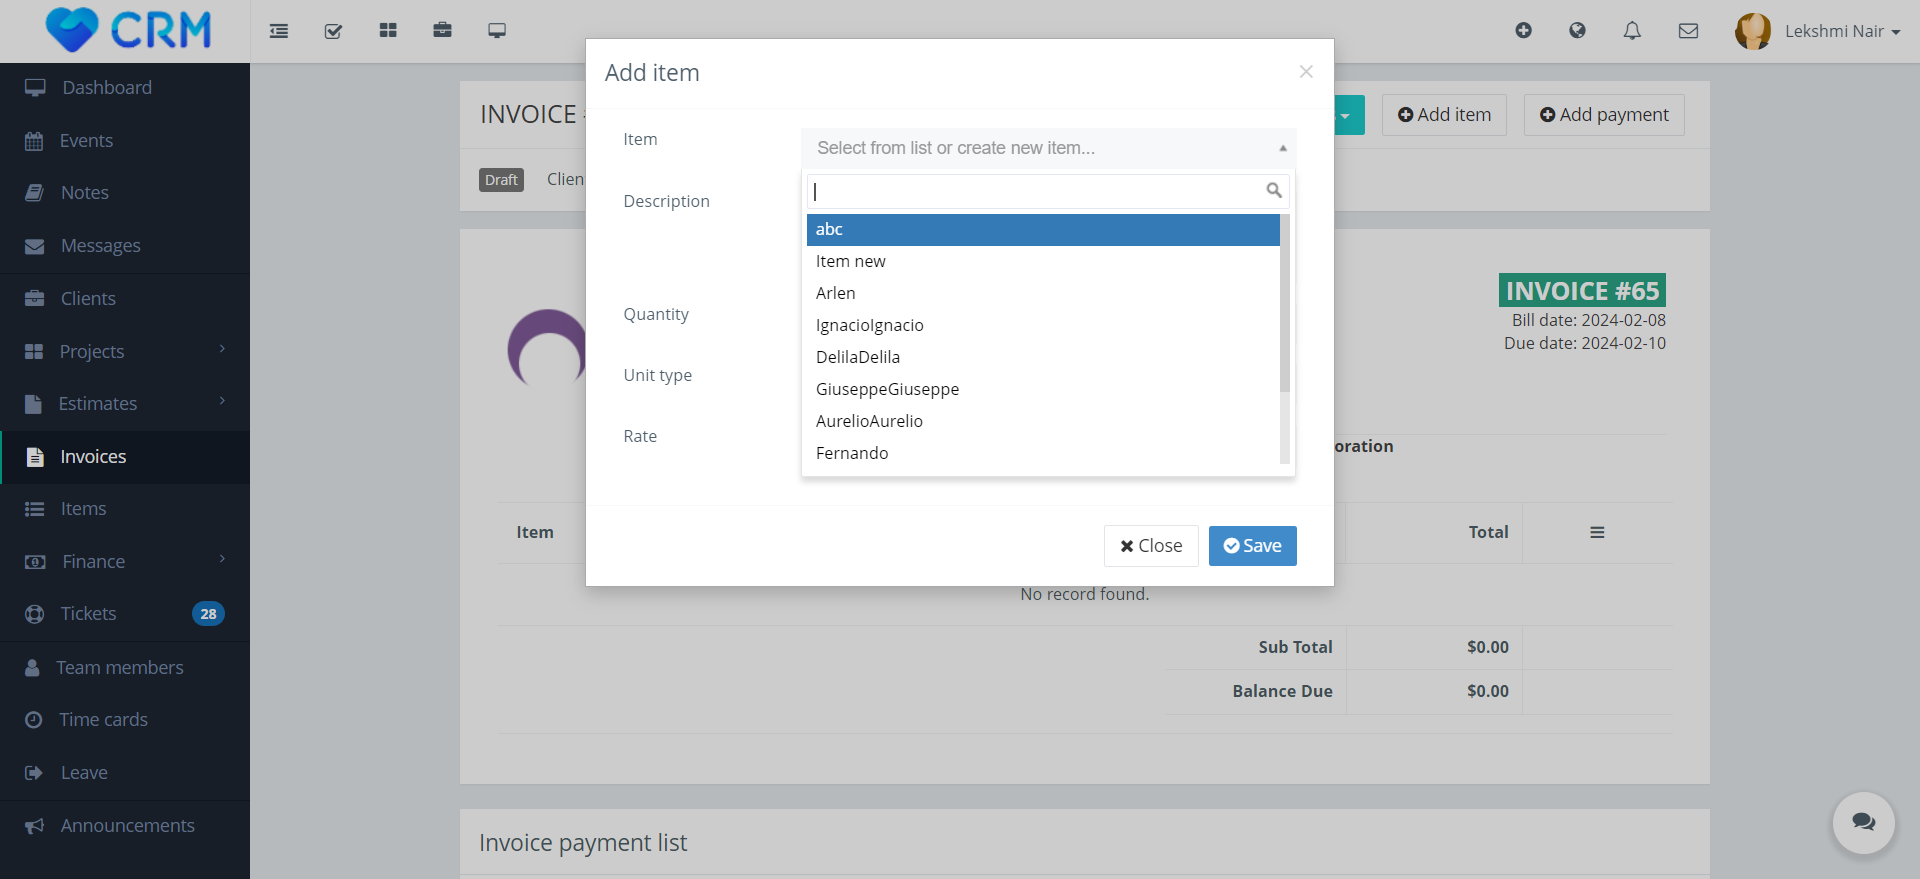 CRM
Lekshmi Nair
Dashboard
Events
Notes
Messages
Clients
Projects
Estimates
Invoices
Items
Finance
Tickets
28
Team members
Time cards
Leave
Announcements
INVOICE
Add item
Add payment
Draft
Add item
Item
Select from list or create new item...
Description
abc
Item new
Arlen
IgnacioIgnacio
DelilaDelila
GiuseppeGiuseppe
AurelioAurelio
Fernando
Quantity
Unit type
Rate
Close
Save
INVOICE #65
Bill date: 2024-02-08
Due date: 2024-02-10
oration
Item
Total
No record found.
Sub Total
$0.00
Balance Due
$0.00
Invoice payment list